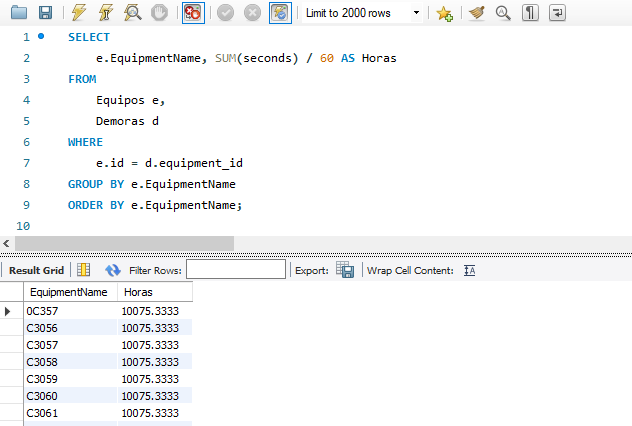 Limit to 2000 rows
1 SELECT
2 e.EquipmentName, SUM(seconds) / 60 AS Horas
3 FROM
4 Equipos e,
5 Demoras d
6 WHERE
7 e.id = d.equipment_id
8 GROUP BY e.EquipmentName
9 ORDER BY e.EquipmentName;
10
Result Grid Filter Rows: Export: Wrap Cell Content:
EquipmentName Horas
0C357 10075.3333
C3056 10075.3333
C3057 10075.3333
C3058 10075.3333
C3059 10075.3333
C3060 10075.3333
C3061 10075.3333